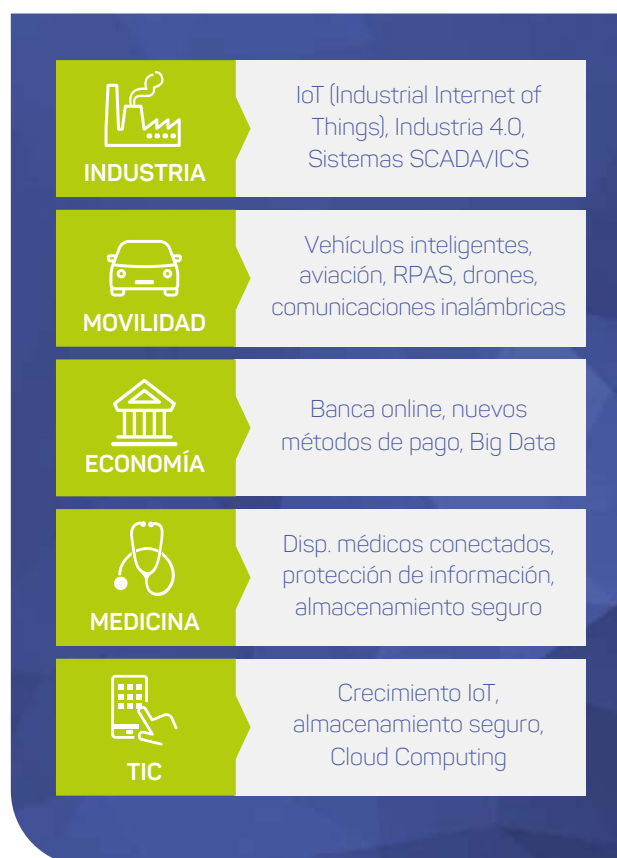 INDUSTRIA
IoT (Industrial Internet of
Things), Industria 4.0,
Sistemas SCADA/ICS
MOVILIDAD
Vehículos inteligentes,
aviación, RPAS, drones,
comunicaciones inalámbricas
ECONOMÍA
Banca online, nuevos
métodos de pago, Big Data
MEDICINA
Disp. médicos conectados,
protección de información,
almacenamiento seguro
TIC
Crecimiento IoT,
almacenamiento seguro,
Cloud Computing